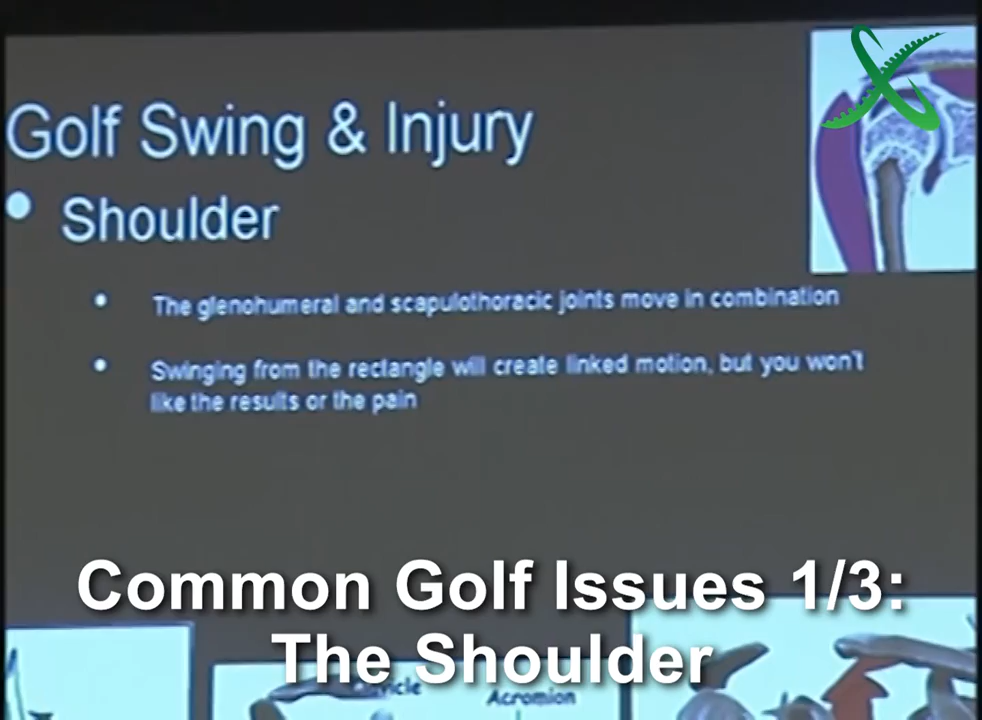 Golf Swing & Injury
• Shoulder
• The glenohumeral and scapulothoracic joints move in combination
• Swinging from the rectangle will create linked motion, but you won't
like the results or the pain
Common Golf Issues 1/3:
The Shoulder
Acromion